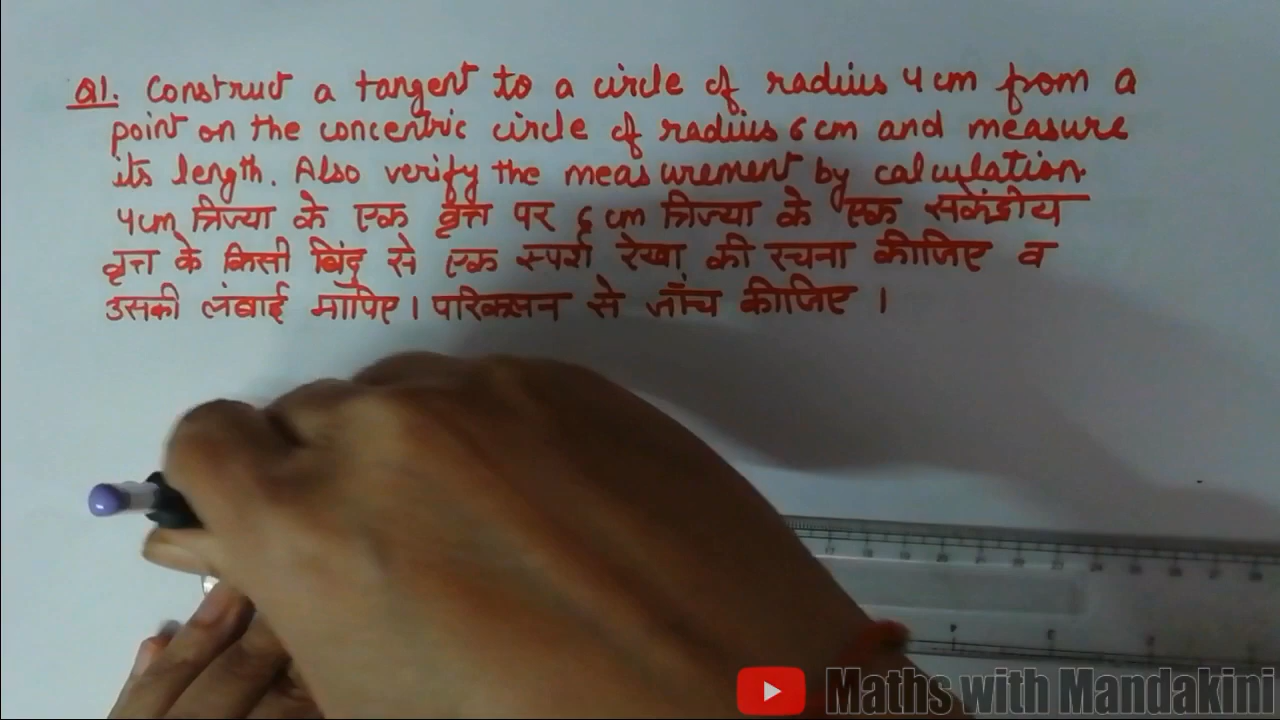 Q1. Construct a tangent to a circle of radius 4 cm from a
point on the concentric circle of radius 6 cm and measure
its length. Also verify the measurement by calculation.
4 cm त्रिज्या के एक वृत्त पर 6 cm त्रिज्या के एक सकेंद्रीय
वृत्त के किसी बिंदु से एक स्पर्श रेखा की रचना कीजिए व
उसकी लंबाई मापिए। परिकलन से जाँच कीजिए ।
Maths with Mandakini